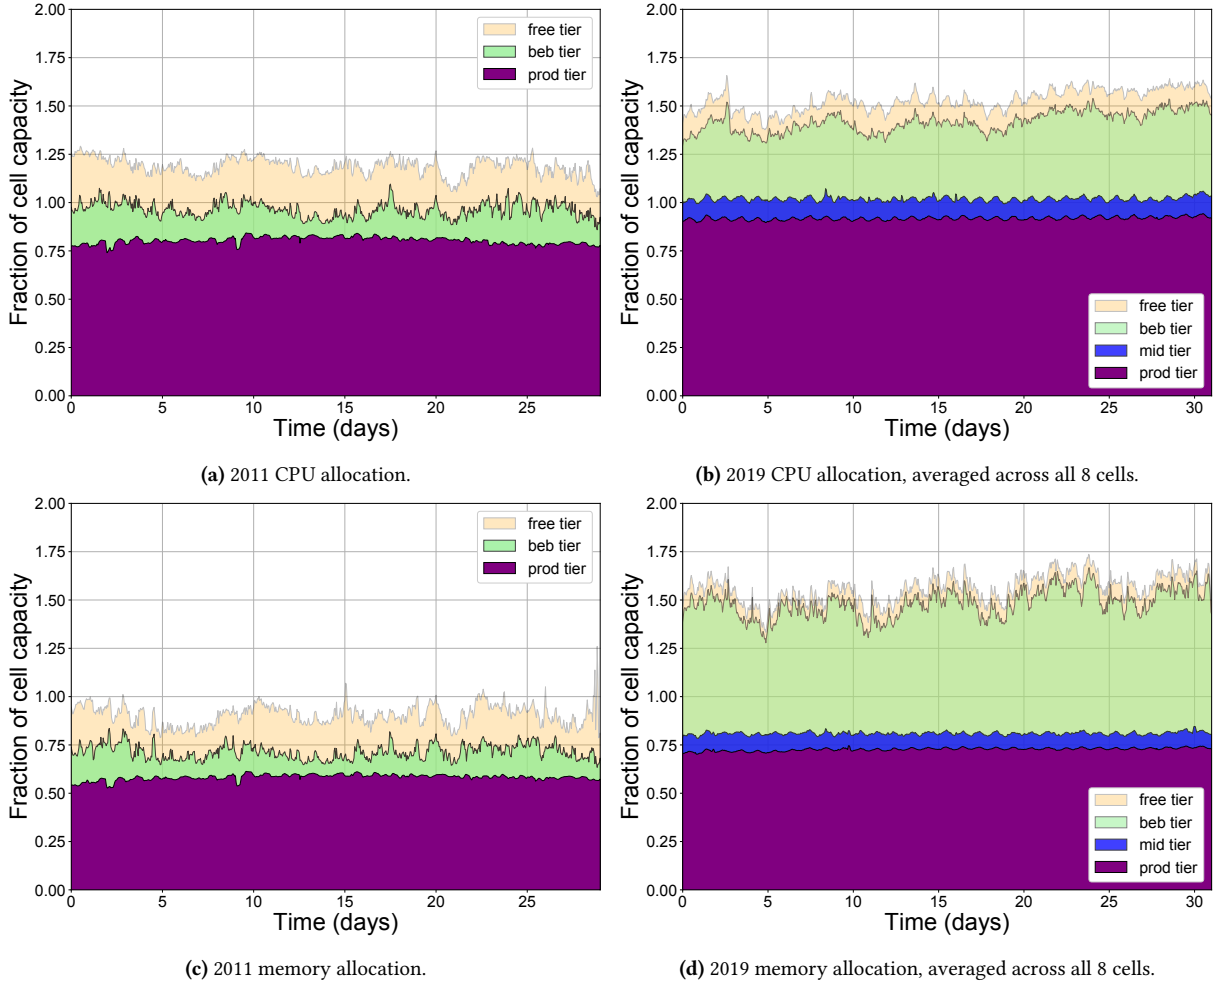 2.00
1.75
1.50
1.25
1.00
0.75
0.50
0.25
0.00
Fraction of cell capacity
free tier
beb tier
prod tier
0 5 10 15 20 25
Time (days)
(a) 2011 CPU allocation.
2.00
1.75
1.50
1.25
1.00
0.75
0.50
0.25
0.00
Fraction of cell capacity
free tier
beb tier
mid tier
prod tier
0 5 10 15 20 25 30
Time (days)
(b) 2019 CPU allocation, averaged across all 8 cells.
2.00
1.75
1.50
1.25
1.00
0.75
0.50
0.25
0.00
Fraction of cell capacity
free tier
beb tier
prod tier
0 5 10 15 20 25
Time (days)
(c) 2011 memory allocation.
2.00
1.75
1.50
1.25
1.00
0.75
0.50
0.25
0.00
Fraction of cell capacity
free tier
beb tier
mid tier
prod tier
0 5 10 15 20 25 30
Time (days)
(d) 2019 memory allocation, averaged across all 8 cells.